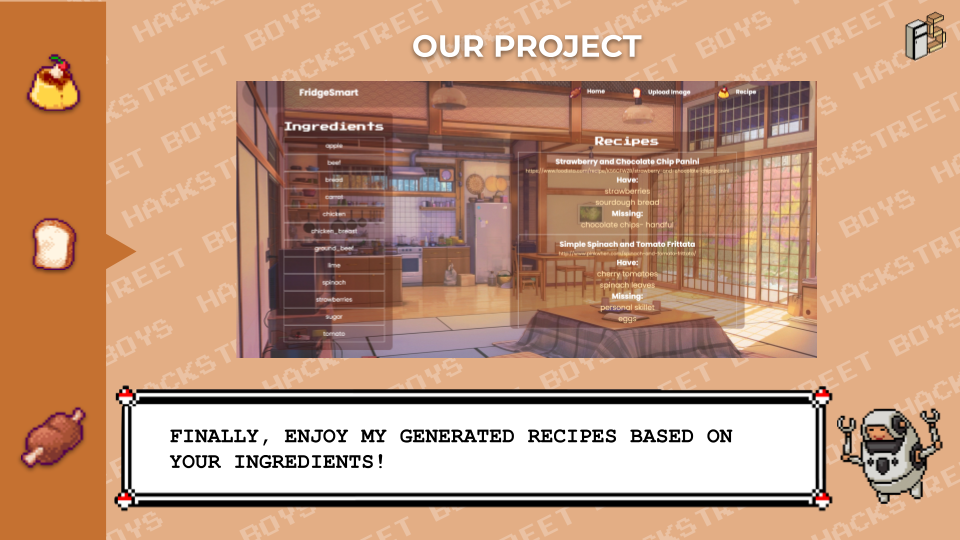 OUR PROJECT
FS
FridgeSmart
Home
Upload Image
Recipe
Ingredients
apple
beef
bread
carrot
chicken
chicken_breast
ground_beef
lime
spinach
strawberries
sugar
tomato
Recipes
Strawberry and Chocolate Chip Panini
Have:
strawberries
sourdough bread
Missing:
chocolate chips- handful
Simple Spinach and Tomato Frittata
Have:
cherry tomatoes
spinach leaves
Missing:
personal skillet
eggs
FINALLY, ENJOY MY GENERATED RECIPES BASED ON
YOUR INGREDIENTS!
HACKSTREET BOYS